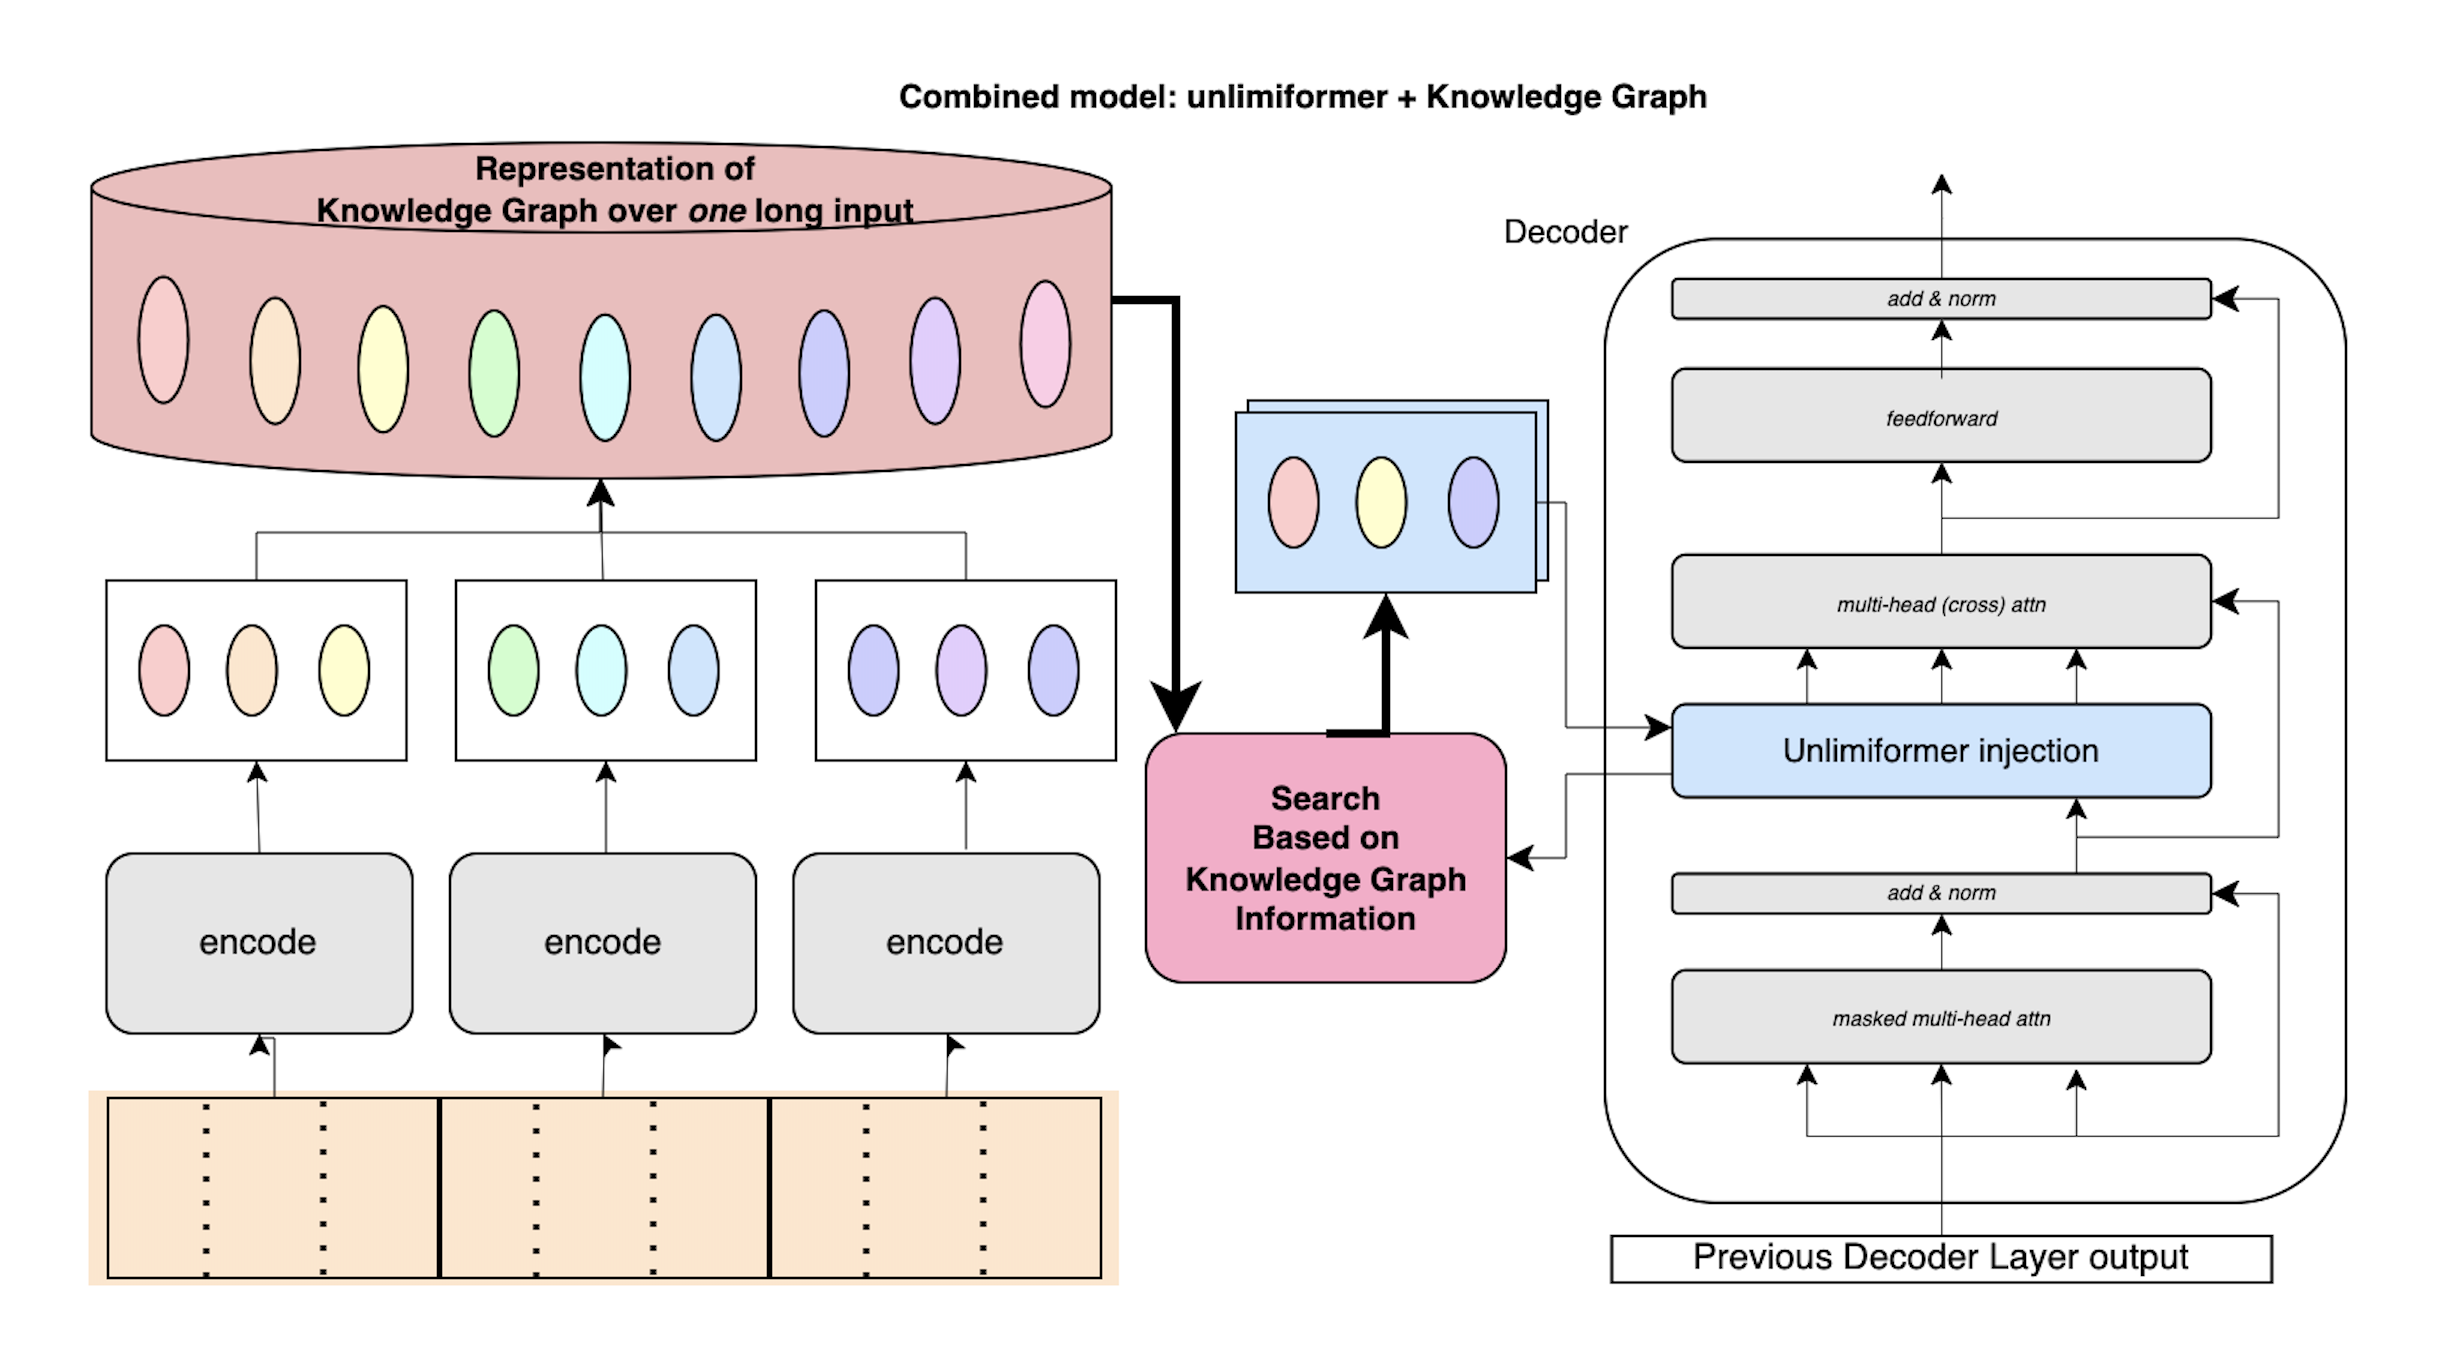 Combined model: unlimiformer + Knowledge Graph
Representation of
Knowledge Graph over one long input
encode
encode
encode
Search
Based on
Knowledge Graph
Information
Decoder
add & norm
feedforward
multi-head (cross) attn
Unlimiformer injection
add & norm
masked multi-head attn
Previous Decoder Layer output